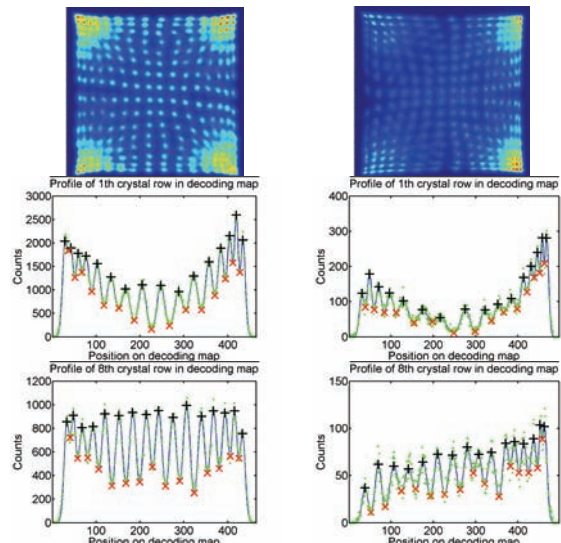 Profile of 1th crystal row in decoding map
Counts
3000
2500
2000
1500
1000
500
0
100 200 300 400
Position on decoding map
Profile of 1th crystal row in decoding map
Counts
400
300
200
100
0
100 200 300 400
Position on decoding map
Profile of 8th crystal row in decoding map
Counts
1200
1000
800
600
400
200
0
100 200 300 400
Position on decoding map
Profile of 8th crystal row in decoding map
Counts
150
100
50
0
100 200 300 400
Position on decoding map